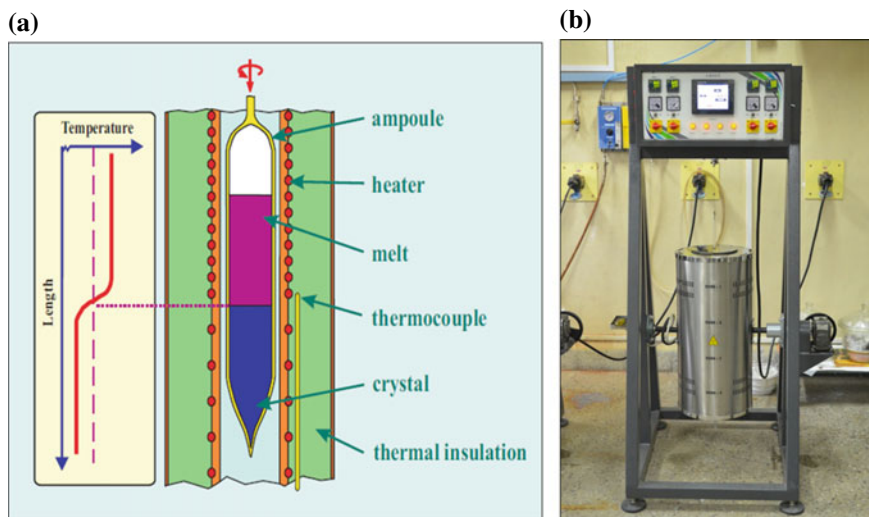 (a)
(b)
Temperature
Length
ampoule
heater
melt
thermocouple
crystal
thermal insulation